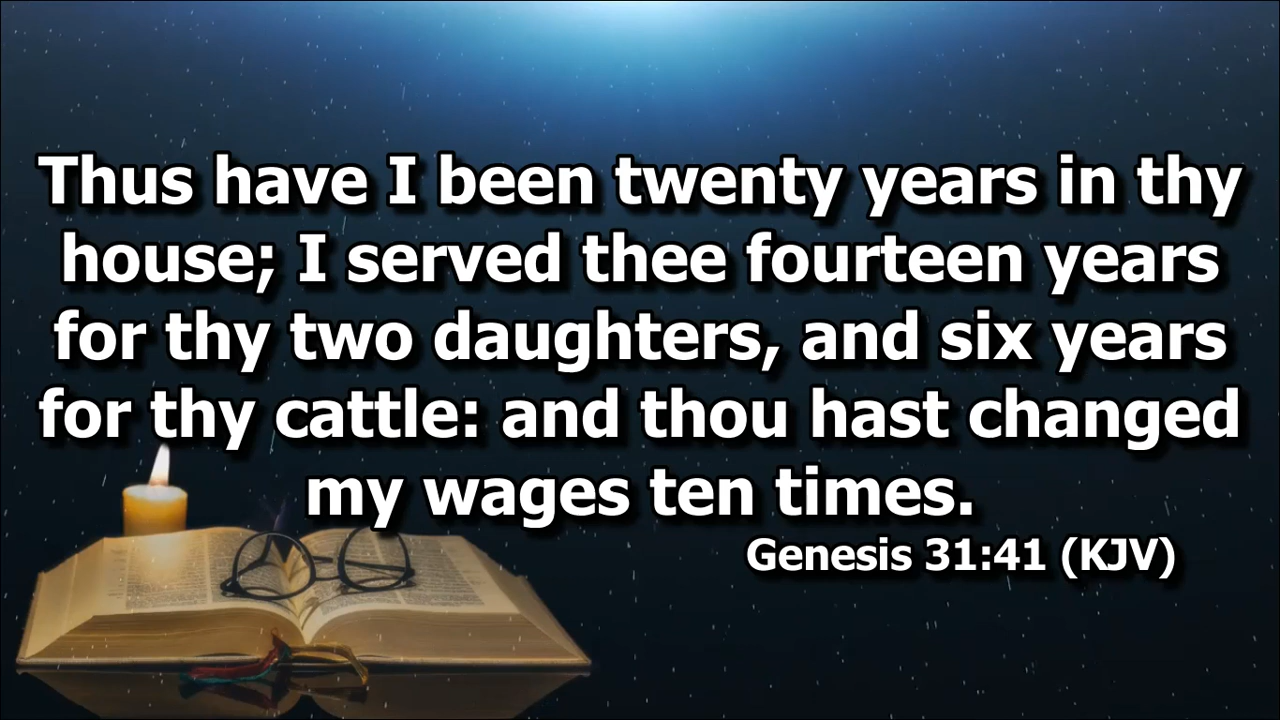 Thus have I been twenty years in thy
house; I served thee fourteen years
for thy two daughters, and six years
for thy cattle: and thou hast changed
my wages ten times.
Genesis 31:41 (KJV)